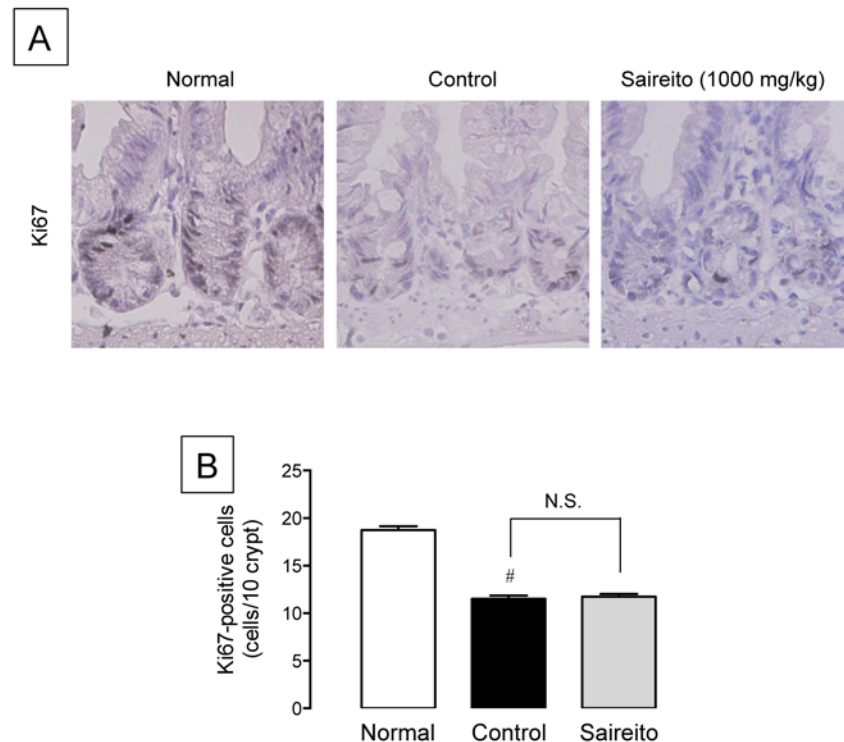 A
Normal
Control
Saireito (1000 mg/kg)
Ki67
B
Ki67-positive cells
(cells/10 crypt)
25
20
15
10
5
0
N.S.
#
Normal
Control
Saireito